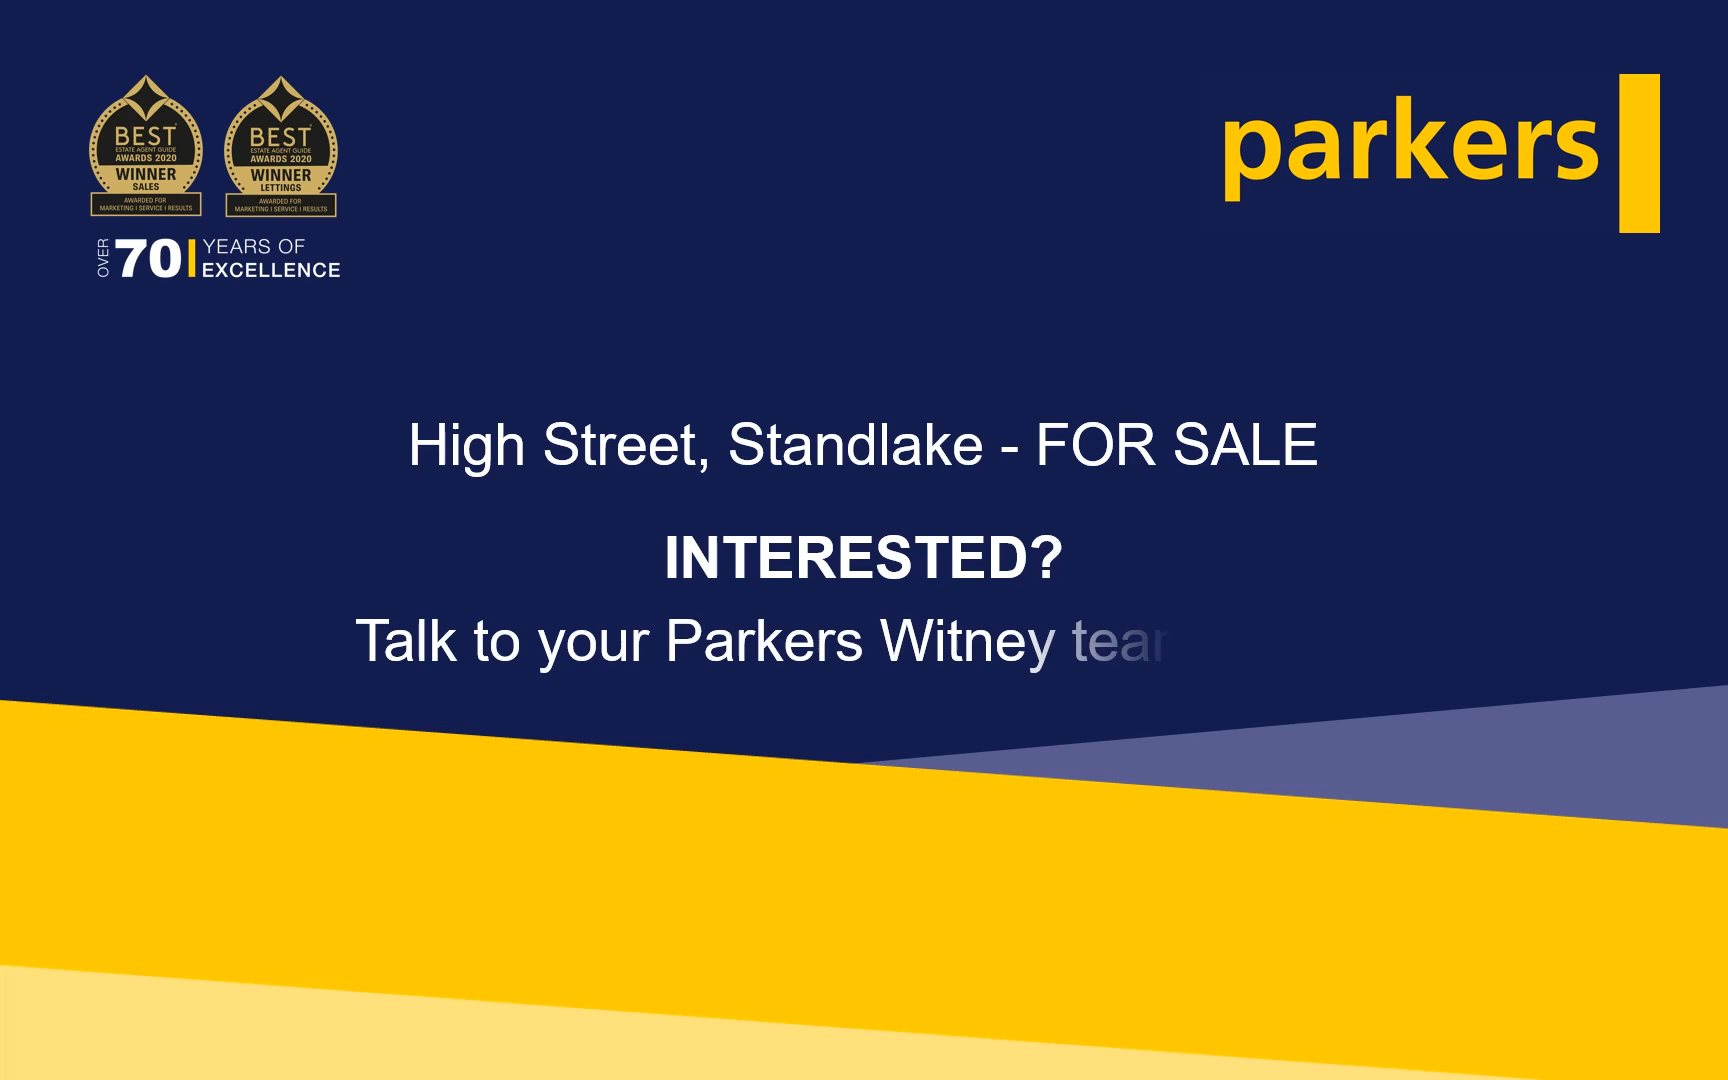 BEST
ESTATE AGENT GUIDE
AWARDS 2020
WINNER
SALES
AWARDED FOR
MARKETING | SERVICE | RESULTS
BEST
ESTATE AGENT GUIDE
AWARDS 2020
WINNER
LETTINGS
AWARDED FOR
MARKETING | SERVICE | RESULTS
OVER 70 YEARS OF
EXCELLENCE
parkers
High Street, Standlake - FOR SALE
INTERESTED?
Talk to your Parkers Witney